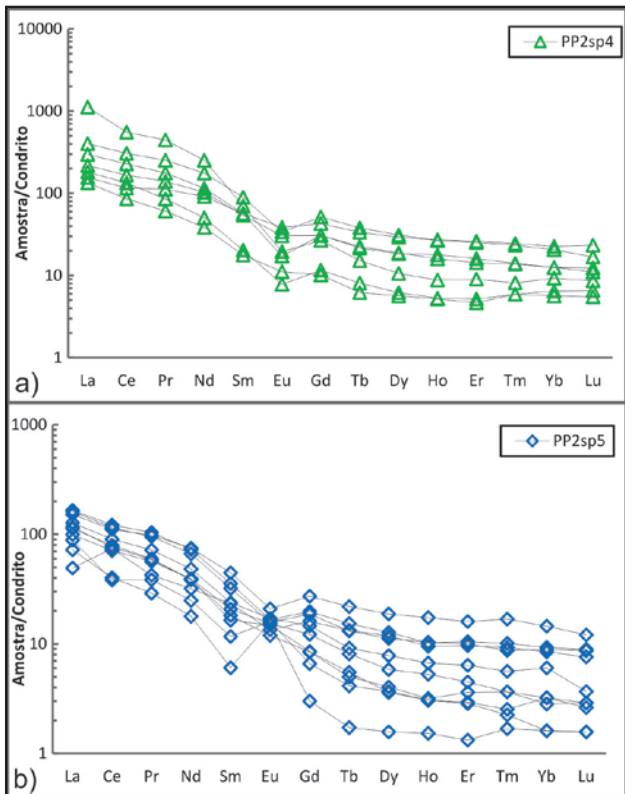 10000
PP2sp4
1000
100
10
1
Amostra/Condrito
La Ce Pr Nd Sm Eu Gd Tb Dy Ho Er Tm Yb Lu
a)
1000
PP2sp5
100
10
1
Amostra/Condrito
La Ce Pr Nd Sm Eu Gd Tb Dy Ho Er Tm Yb Lu
b)